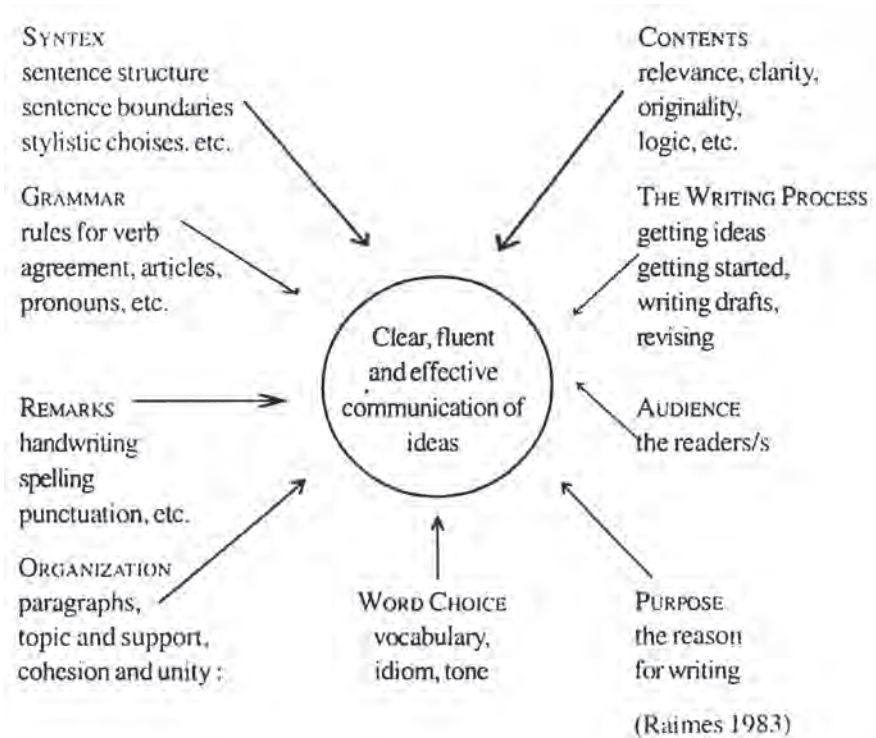 SYNTEX
sentence structure
sentence boundaries
stylistic choises. etc.
GRAMMAR
rules for verb
agreement, articles,
pronouns, etc.
REMARKS
handwriting
spelling
punctuation, etc.
ORGANIZATION
paragraphs,
topic and support,
cohesion and unity :
Clear, fluent
and effective
communication of
ideas
WORD CHOICE
vocabulary,
idiom, tone
CONTENTS
relevance, clarity,
originality,
logic, etc.
THE WRITING PROCESS
getting ideas
getting started,
writing drafts,
revising
AUDIENCE
the readers/s
PURPOSE
the reason
for writing
(Raimes 1983)